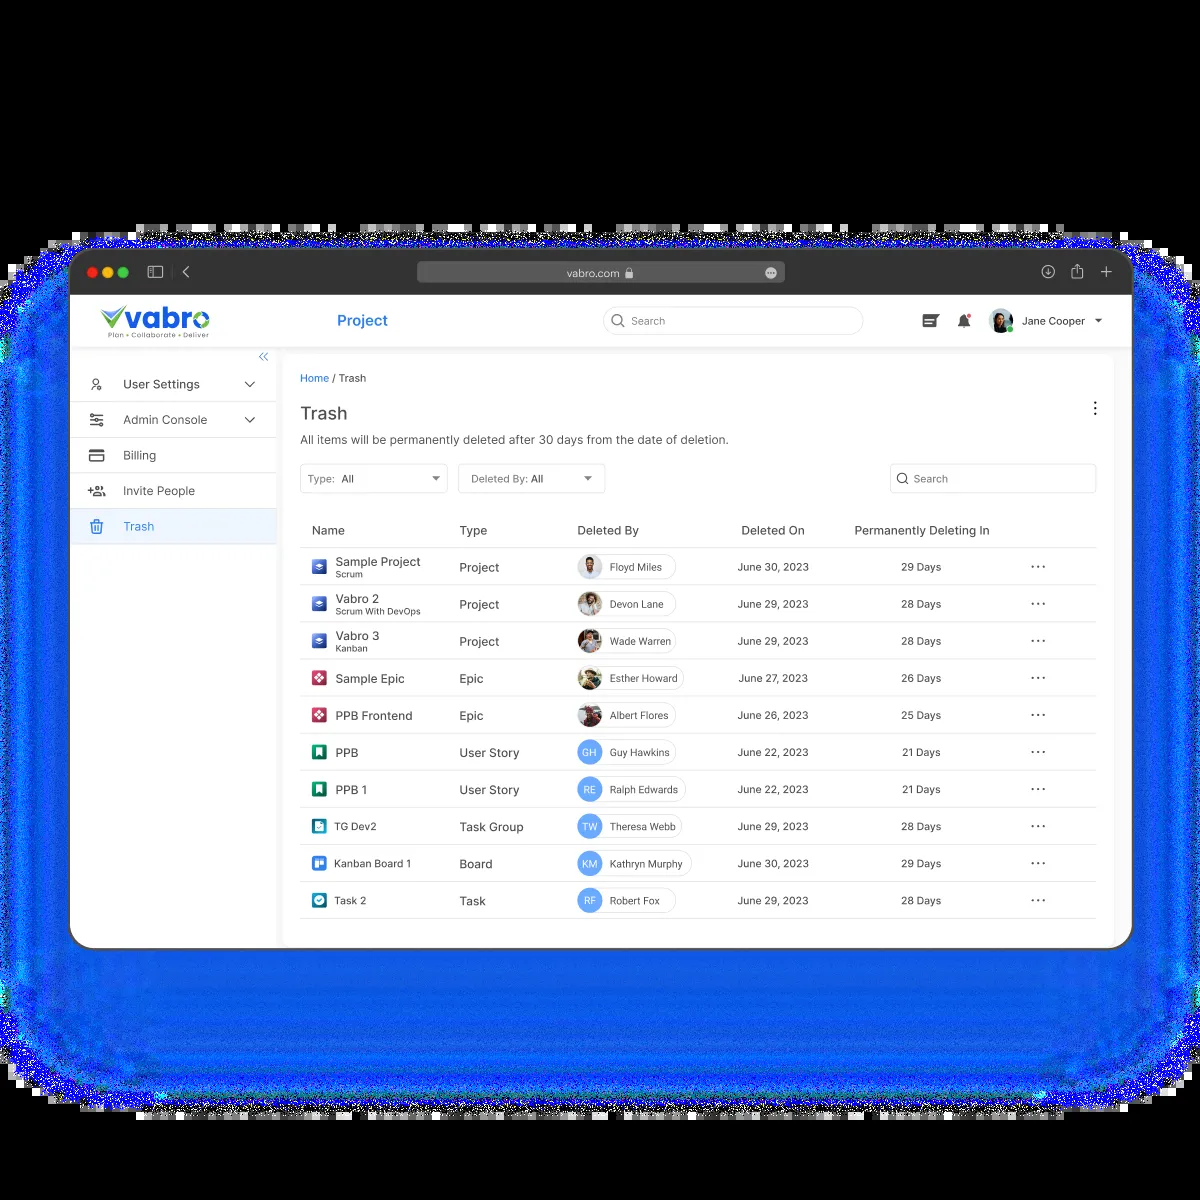 vabro.com
vabro
Plan • Collaborate • Deliver
Project
Search
Jane Cooper
User Settings
Admin Console
Billing
Invite People
Trash
Home / Trash
Trash
All items will be permanently deleted after 30 days from the date of deletion.
Type: All
Deleted By: All
Search
Name Type Deleted By Deleted On Permanently Deleting In
Sample Project Project Floyd Miles June 30, 2023 29 Days
Scrum
Vabro 2 Project Devon Lane June 29, 2023 28 Days
Scrum With DevOps
Vabro 3 Project Wade Warren June 29, 2023 28 Days
Kanban
Sample Epic Epic Esther Howard June 27, 2023 26 Days
PPB Frontend Epic Albert Flores June 26, 2023 25 Days
PPB User Story GH Guy Hawkins June 22, 2023 21 Days
PPB 1 User Story RE Ralph Edwards June 22, 2023 21 Days
TG Dev2 Task Group TW Theresa Webb June 29, 2023 28 Days
Kanban Board 1 Board KM Kathryn Murphy June 30, 2023 29 Days
Task 2 Task RF Robert Fox June 29, 2023 28 Days